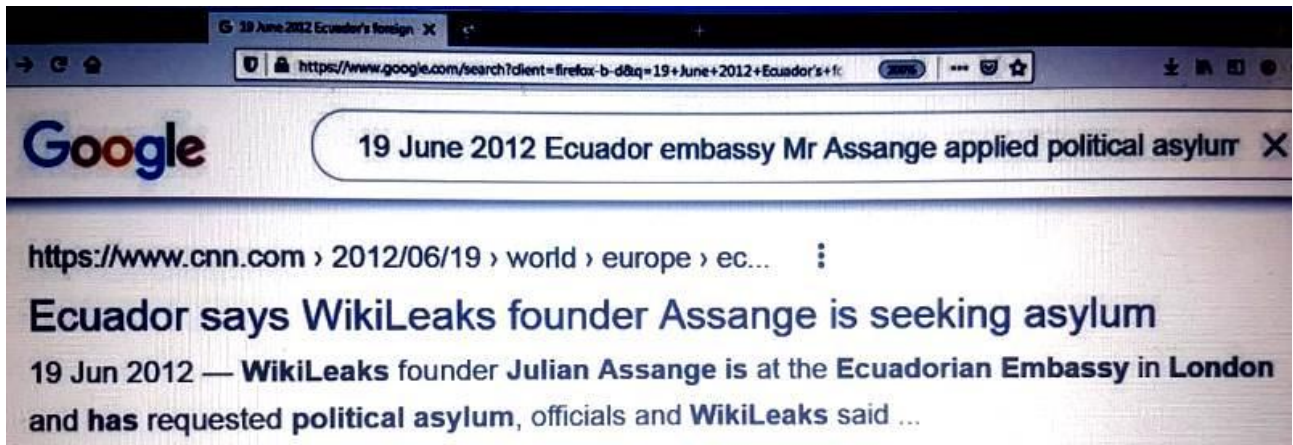 G 19 June 2012 Ecuador's foreign X
https://www.google.com/search?client=firefox-b-d&q=19+June+2012+Ecuador's+fo
200%
Google
19 June 2012 Ecuador embassy Mr Assange applied political asylum X
https://www.cnn.com › 2012/06/19 › world › europe › ec...
Ecuador says WikiLeaks founder Assange is seeking asylum
19 Jun 2012 — WikiLeaks founder Julian Assange is at the Ecuadorian Embassy in London
and has requested political asylum, officials and WikiLeaks said ...